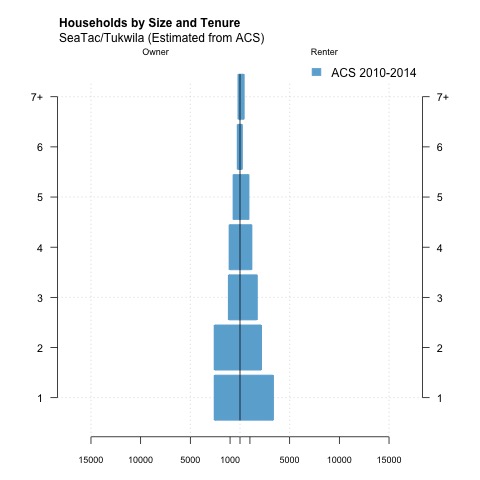 Households by Size and Tenure
SeaTac/Tukwila (Estimated from ACS)
Owner Renter
ACS 2010-2014
7+ 7+
6 6
5 5
4 4
3 3
2 2
1 1
15000 10000 5000 1000 5000 10000 15000